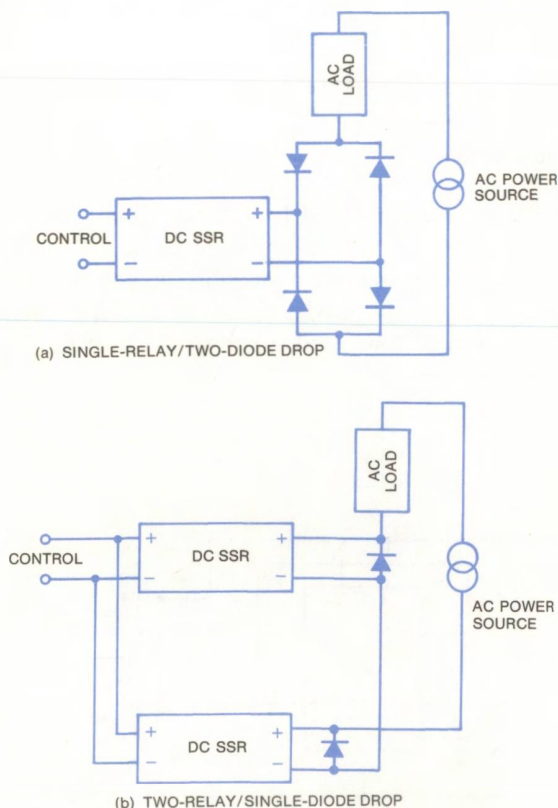 AC
LOAD
AC POWER
SOURCE
CONTROL
+
−
DC SSR
+
−
(a) SINGLE-RELAY/TWO-DIODE DROP
AC
LOAD
CONTROL
+
−
DC SSR
+
−
AC POWER
SOURCE
+
−
DC SSR
+
−
(b) TWO-RELAY/SINGLE-DIODE DROP